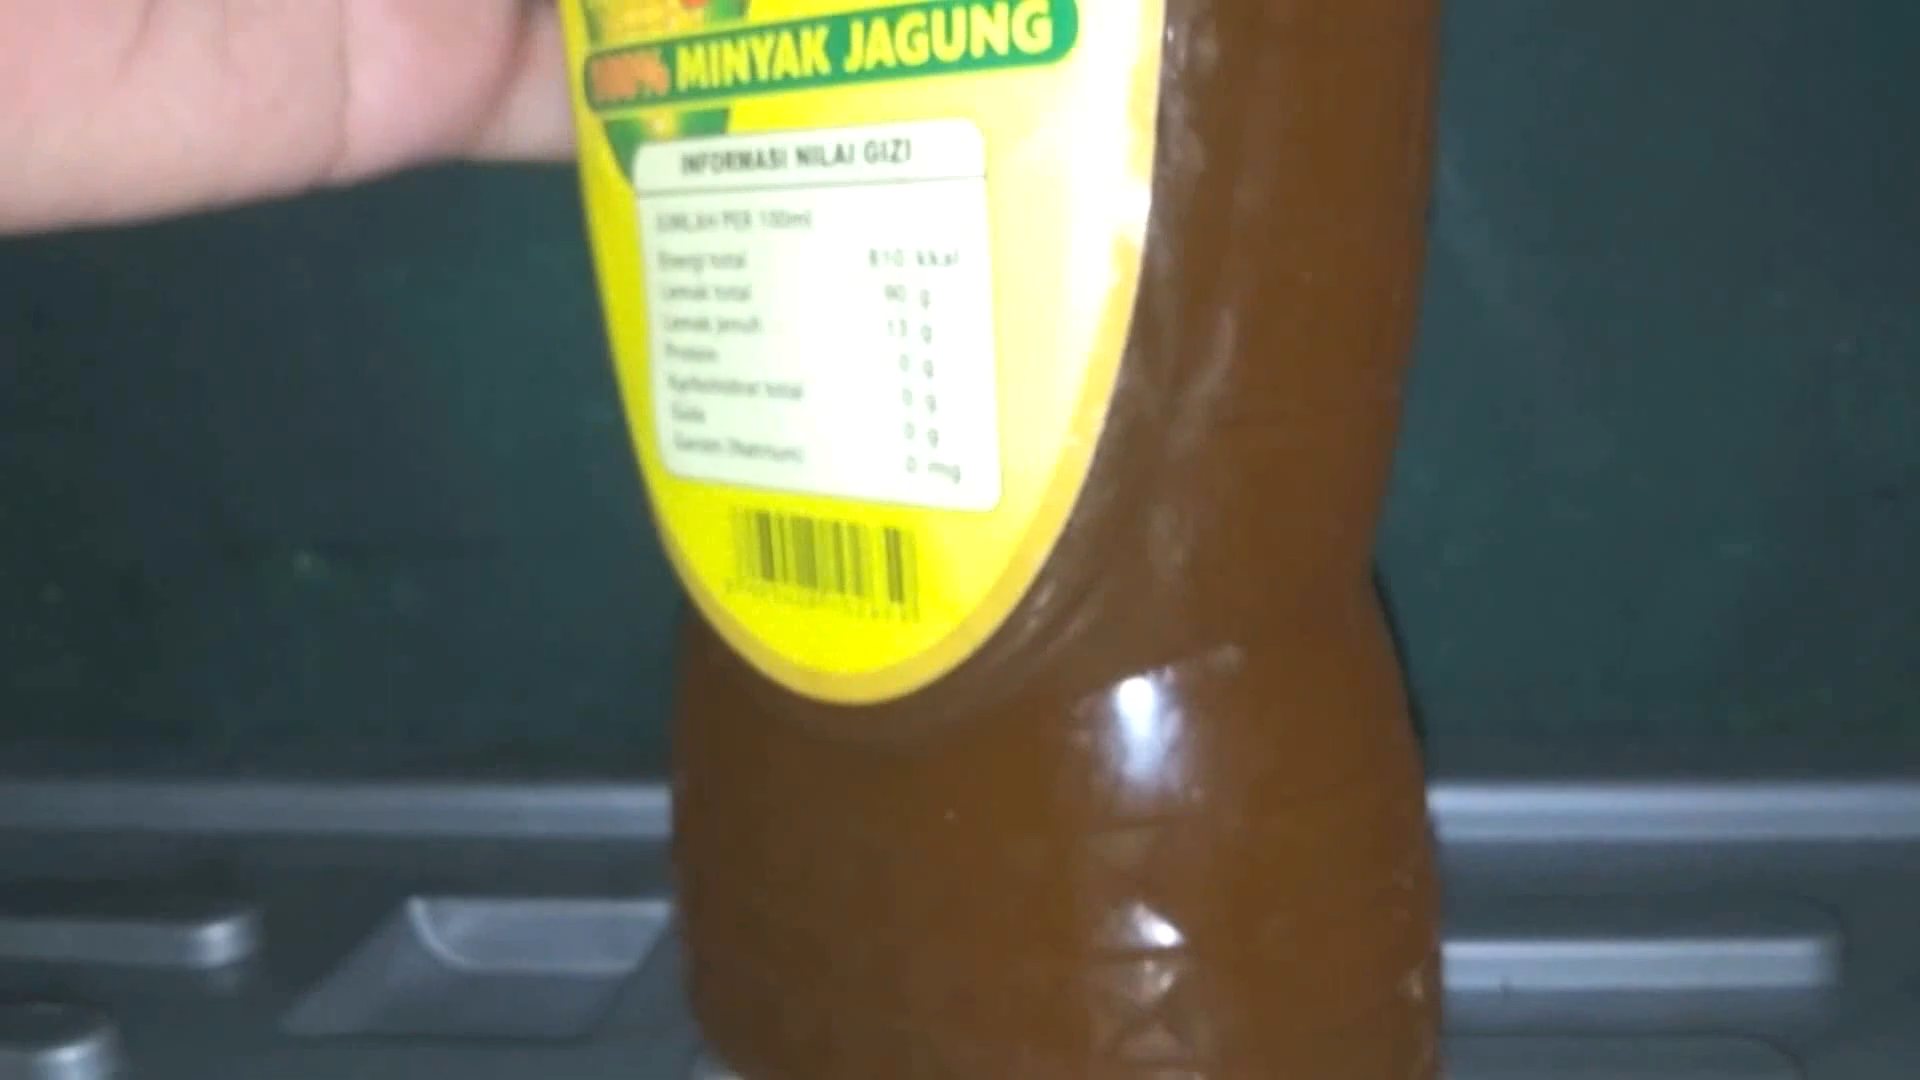 100% MINYAK JAGUNG
INFORMASI NILAI GIZI
JUMLAH PER 100ml
Energi total 810 kkal
Lemak total 90 g
Lemak jenuh 13 g
Protein 0 g
Karbohidrat total 0 g
Gula 0 g
Garam (Natrium) 0 mg